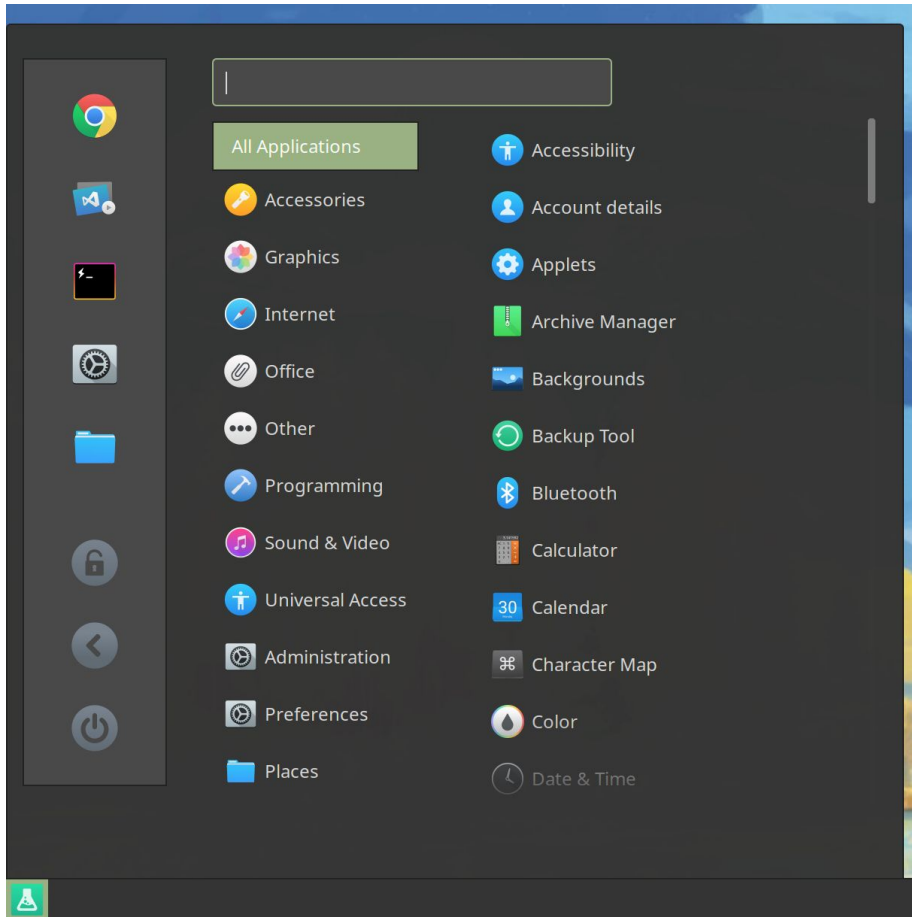 All Applications
Accessories
Graphics
Internet
Office
Other
Programming
Sound & Video
Universal Access
Administration
Preferences
Places
Accessibility
Account details
Applets
Archive Manager
Backgrounds
Backup Tool
Bluetooth
Calculator
30
Calendar
Character Map
Color
Date & Time